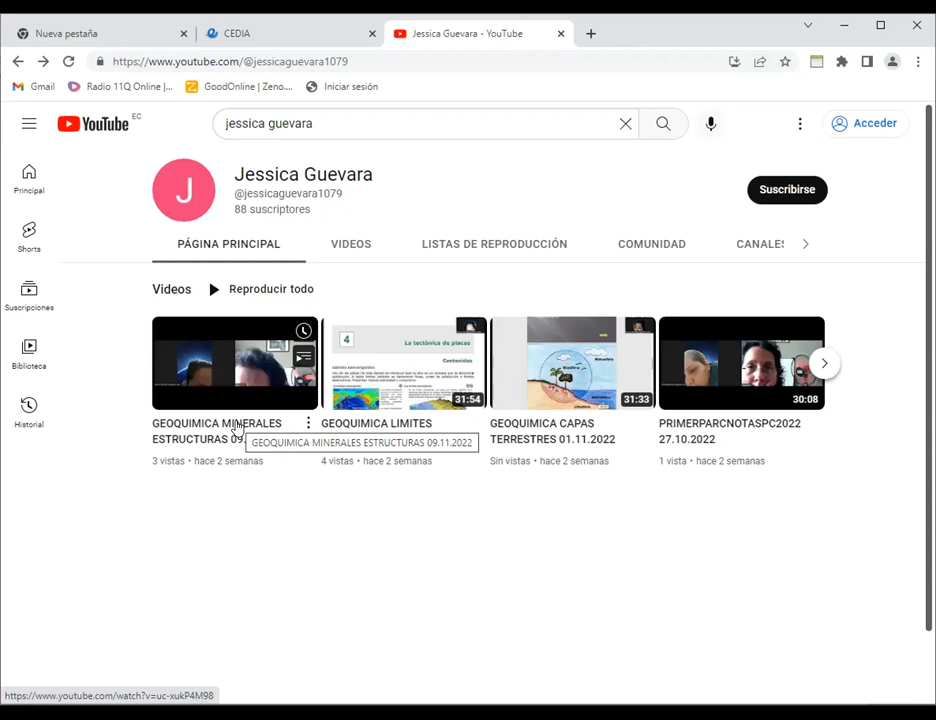 Nueva pestaña
CEDIA
Jessica Guevara - YouTube
https://www.youtube.com/@jessicaguevara1079
Gmail
Radio 11Q Online |...
GoodOnline | Zeno....
Iniciar sesión
YouTube EC
jessica guevara
Acceder
Principal
Shorts
Suscripciones
Biblioteca
Historial
J
Jessica Guevara
@jessicaguevara1079
88 suscriptores
Suscribirse
PÁGINA PRINCIPAL
VIDEOS
LISTAS DE REPRODUCCIÓN
COMUNIDAD
CANALES
Videos
Reproducir todo
4
La tectónica de placas
Contenidos
31:54
31:33
30:08
GEOQUIMICA MINERALES
ESTRUCTURAS 09.
3 vistas • hace 2 semanas
GEOQUIMICA LIMITES
4 vistas • hace 2 semanas
GEOQUIMICA CAPAS
TERRESTRES 01.11.2022
Sin vistas • hace 2 semanas
PRIMERPARCNOTASPC2022
27.10.2022
1 vista • hace 2 semanas
GEOQUIMICA MINERALES ESTRUCTURAS 09.11.2022
https://www.youtube.com/watch?v=uc-xukP4M98